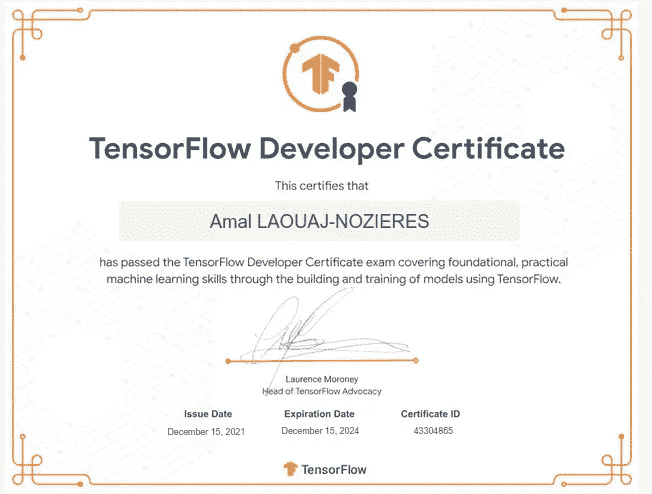 TensorFlow Developer Certificate
This certifies that
Amal LAOUAJ-NOZIERES
has passed the TensorFlow Developer Certificate exam covering foundational, practical
machine learning skills through the building and training of models using TensorFlow.
Laurence Moroney
Head of TensorFlow Advocacy
Issue Date Expiration Date Certificate ID
December 15, 2021 December 15, 2024 43304865
TensorFlow